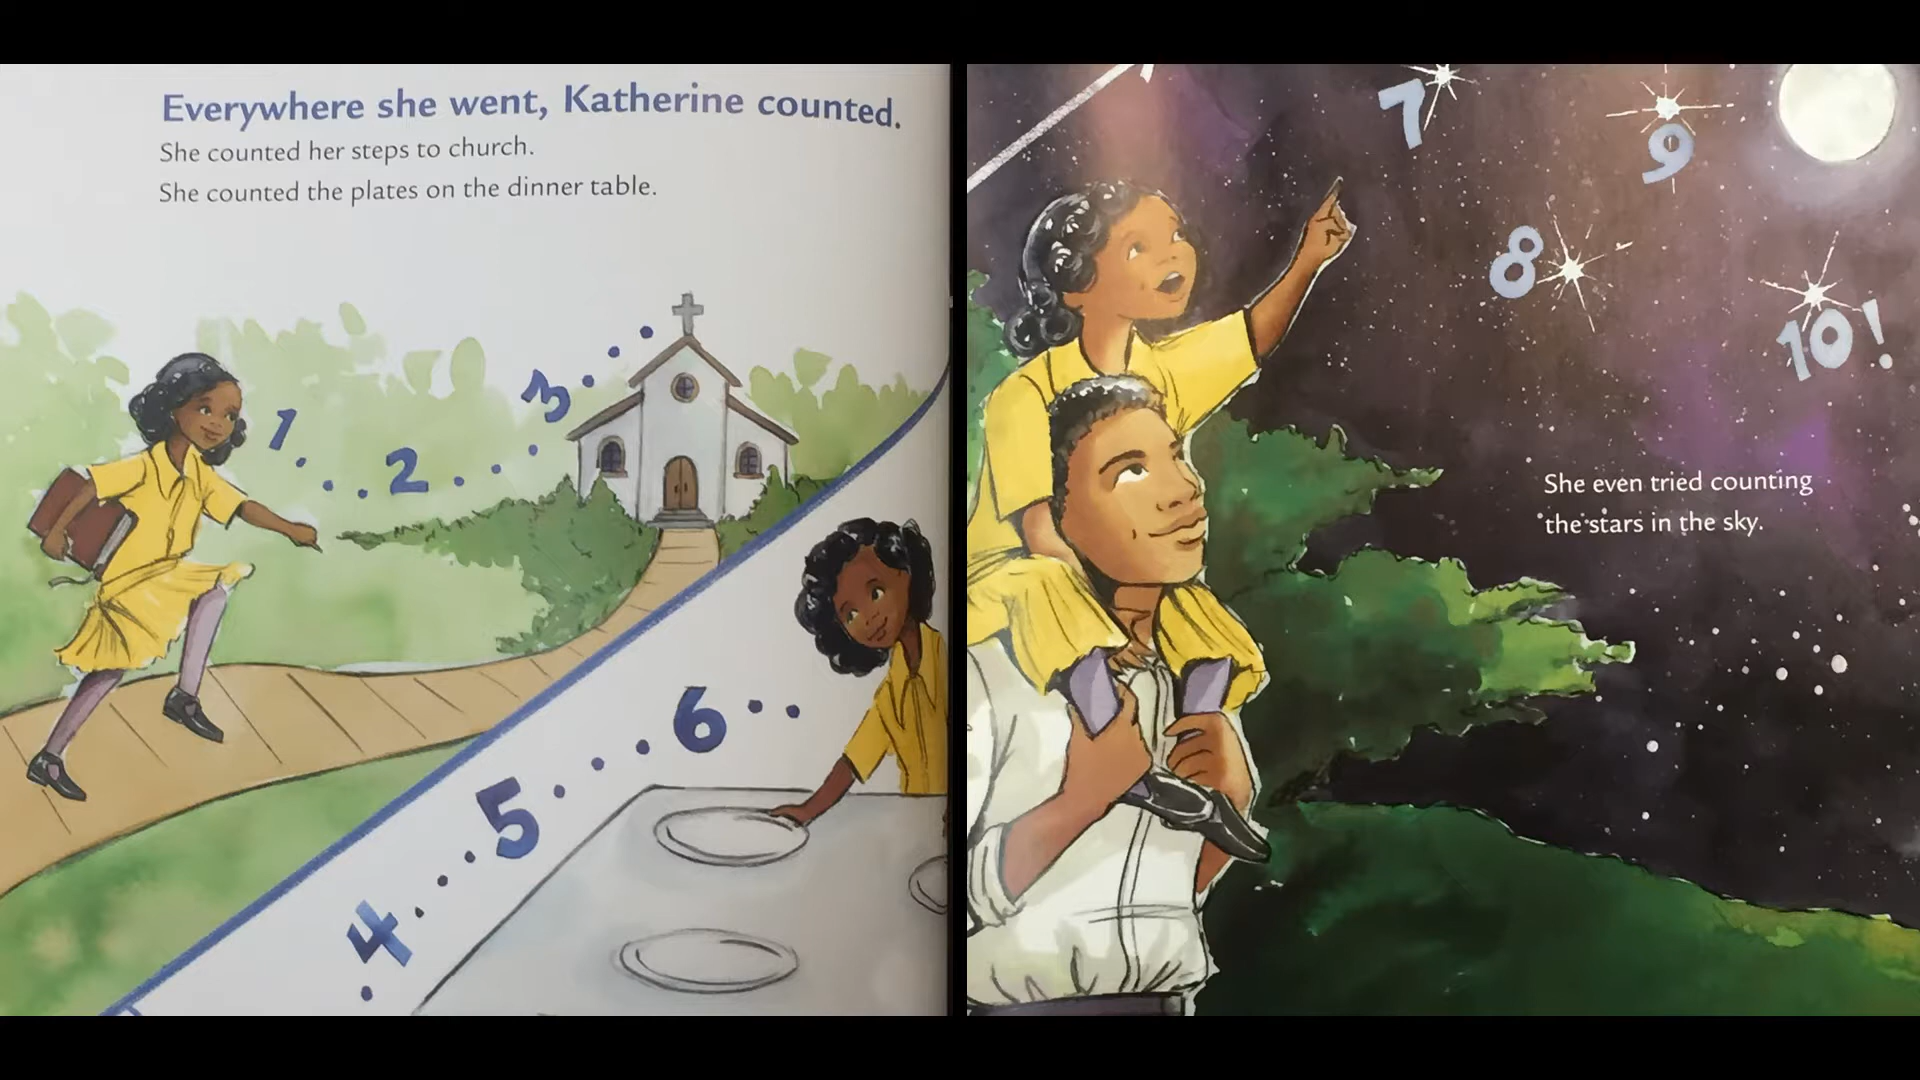 Everywhere she went, Katherine counted.
She counted her steps to church.
She counted the plates on the dinner table.
1.. . . 2 . . . . 3 . . .
4 . . . . 5 . . . . 6 . .
7
9
8
10!
She even tried counting
the stars in the sky.